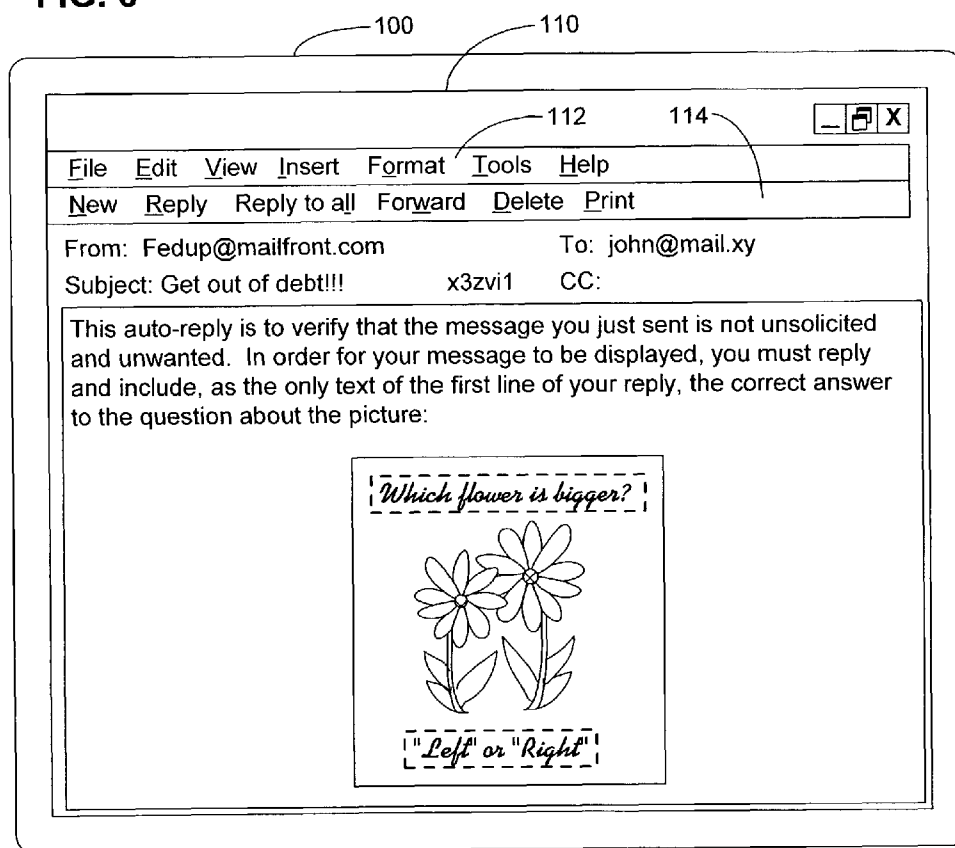 100 110
112 114
_ X
File Edit View Insert Format Tools Help
New Reply Reply to all Forward Delete Print
From: Fedup@mailfront.com To: john@mail.xy
Subject: Get out of debt!!! x3zvi1 CC:
This auto-reply is to verify that the message you just sent is not unsolicited
and unwanted. In order for your message to be displayed, you must reply
and include, as the only text of the first line of your reply, the correct answer
to the question about the picture:
Which flower is bigger?
"Left" or "Right"